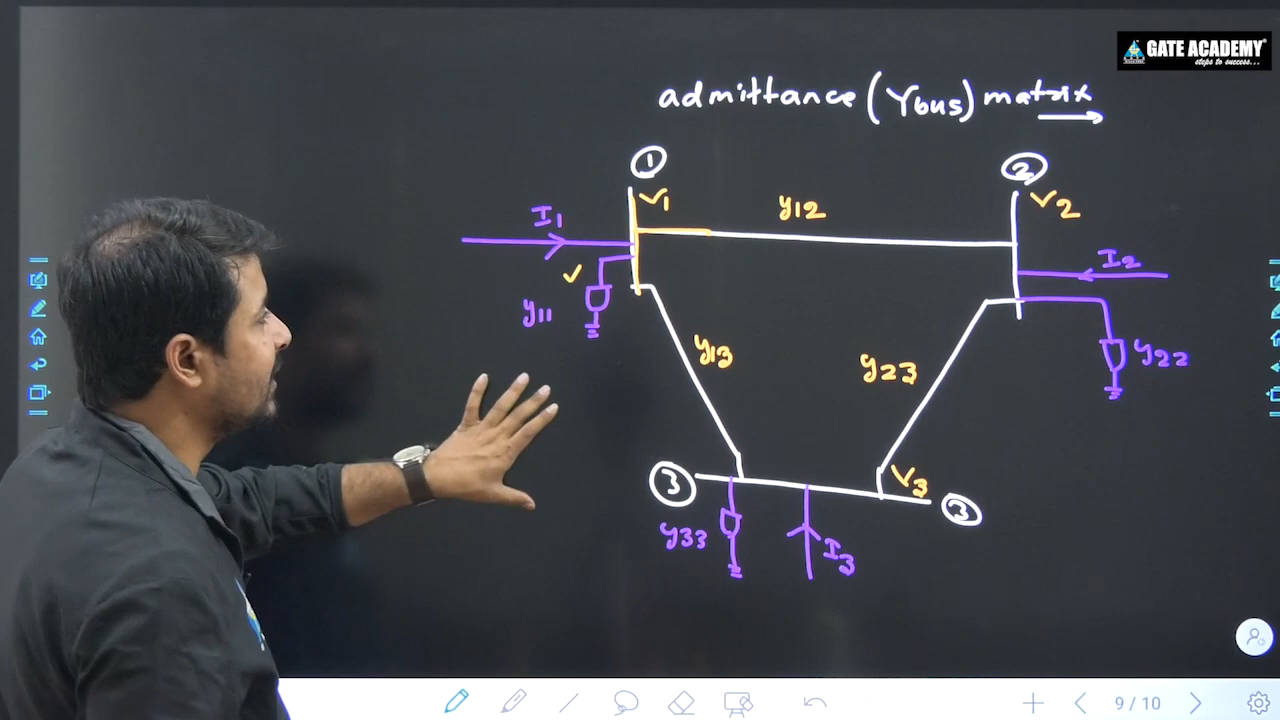 GATE ACADEMY
steps to success...
admittance (Ybus) matrix
1
2
V1
y12
V2
I1
I2
y11
y13
y23
y22
3
V3
3
y33
I3
9 / 10